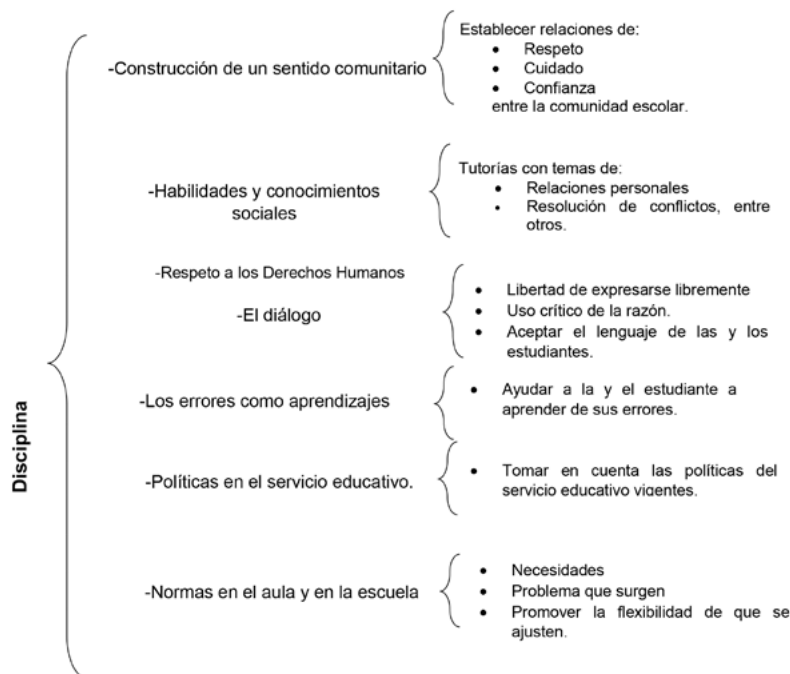 Disciplina
-Construcción de un sentido comunitario
Establecer relaciones de:
• Respeto
• Cuidado
• Confianza
entre la comunidad escolar.
-Habilidades y conocimientos
sociales
Tutorías con temas de:
• Relaciones personales
• Resolución de conflictos, entre
otros.
-Respeto a los Derechos Humanos
-El diálogo
• Libertad de expresarse libremente
• Uso crítico de la razón.
• Aceptar el lenguaje de las y los
estudiantes.
-Los errores como aprendizajes
• Ayudar a la y el estudiante a
aprender de sus errores.
-Políticas en el servicio educativo.
• Tomar en cuenta las políticas del
servicio educativo vigentes.
-Normas en el aula y en la escuela
• Necesidades
• Problema que surgen
• Promover la flexibilidad de que se
ajusten.